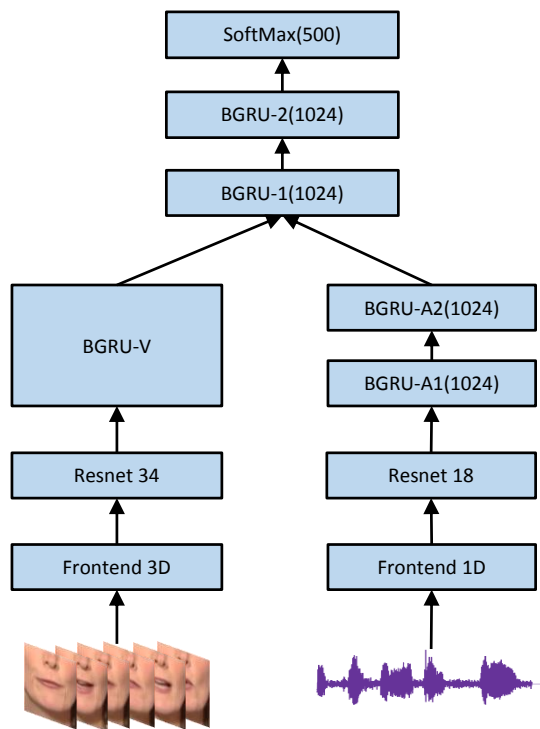 SoftMax(500)
BGRU-2(1024)
BGRU-1(1024)
BGRU-V
BGRU-A2(1024)
BGRU-A1(1024)
Resnet 34
Resnet 18
Frontend 3D
Frontend 1D